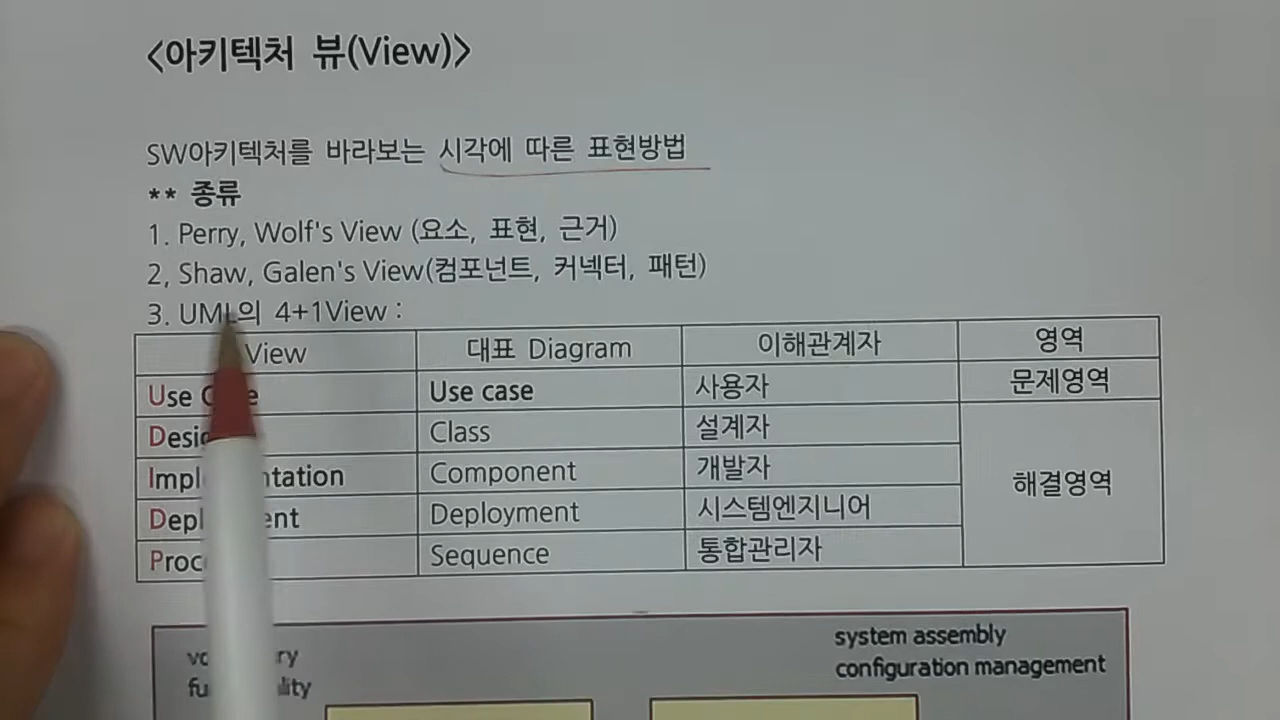 <아키텍처 뷰(View)>
SW아키텍처를 바라보는 시각에 따른 표현방법
** 종류
1. Perry, Wolf's View (요소, 표현, 근거)
2, Shaw, Galen's View(컴포넌트, 커넥터, 패턴)
3. UML의 4+1View :
View 대표 Diagram 이해관계자 영역
Use Use case 사용자 문제영역
Class 설계자
Component 개발자 해결영역
Deployment 시스템엔지니어
Sequence 통합관리자
system assembly
configuration management